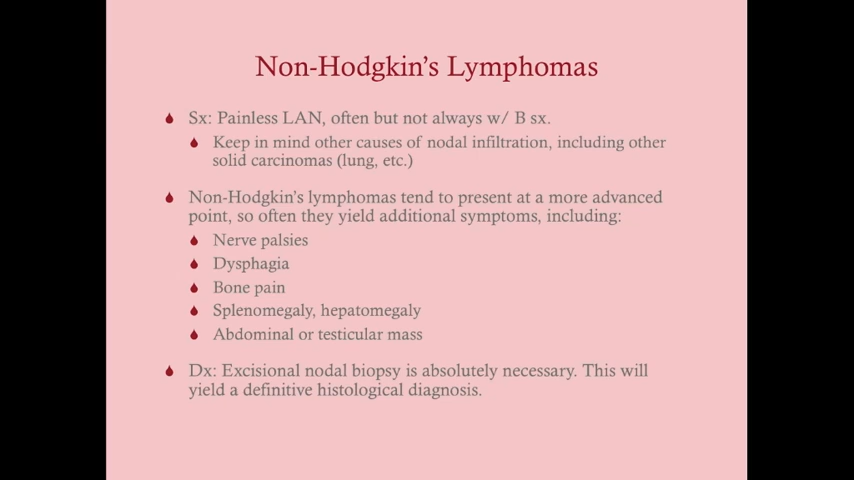 Non-Hodgkin's Lymphomas
Sx: Painless LAN, often but not always w/ B sx.
Keep in mind other causes of nodal infiltration, including other
solid carcinomas (lung, etc.)
Non-Hodgkin's lymphomas tend to present at a more advanced
point, so often they yield additional symptoms, including:
Nerve palsies
Dysphagia
Bone pain
Splenomegaly, hepatomegaly
Abdominal or testicular mass
Dx: Excisional nodal biopsy is absolutely necessary. This will
yield a definitive histological diagnosis.